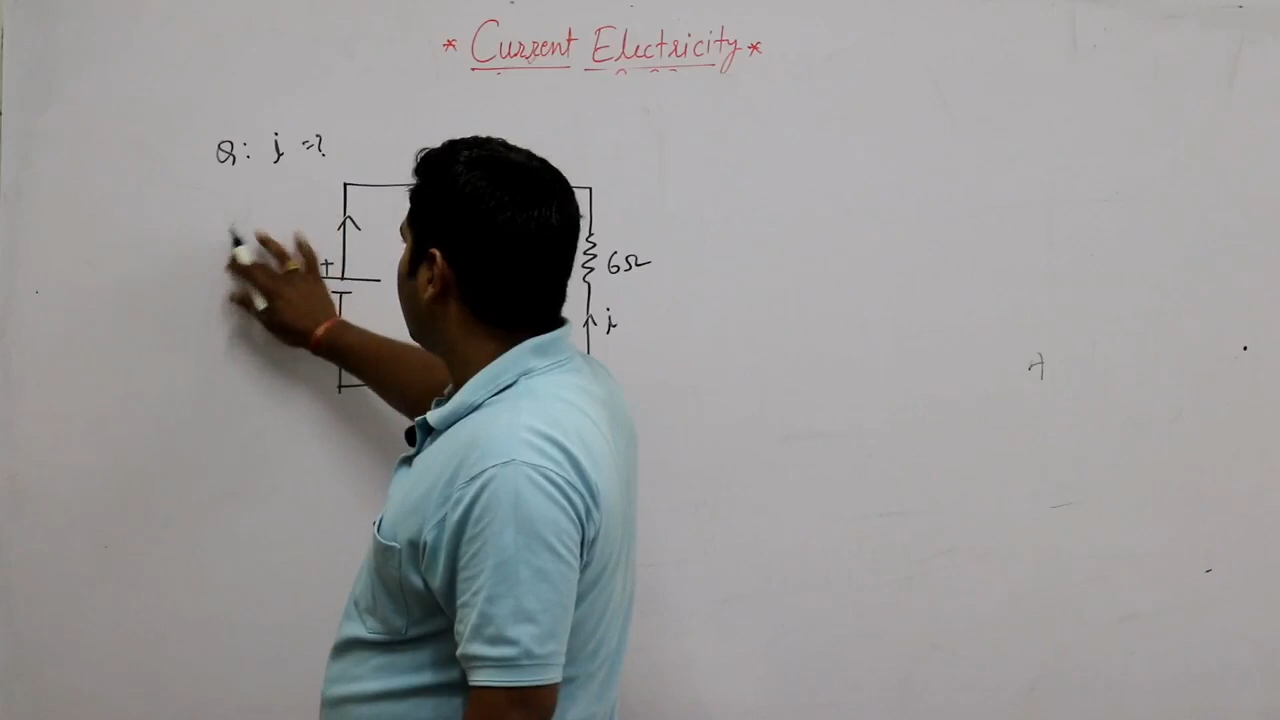 * Current Electricity *
Q: i =?
+
6Ω
i